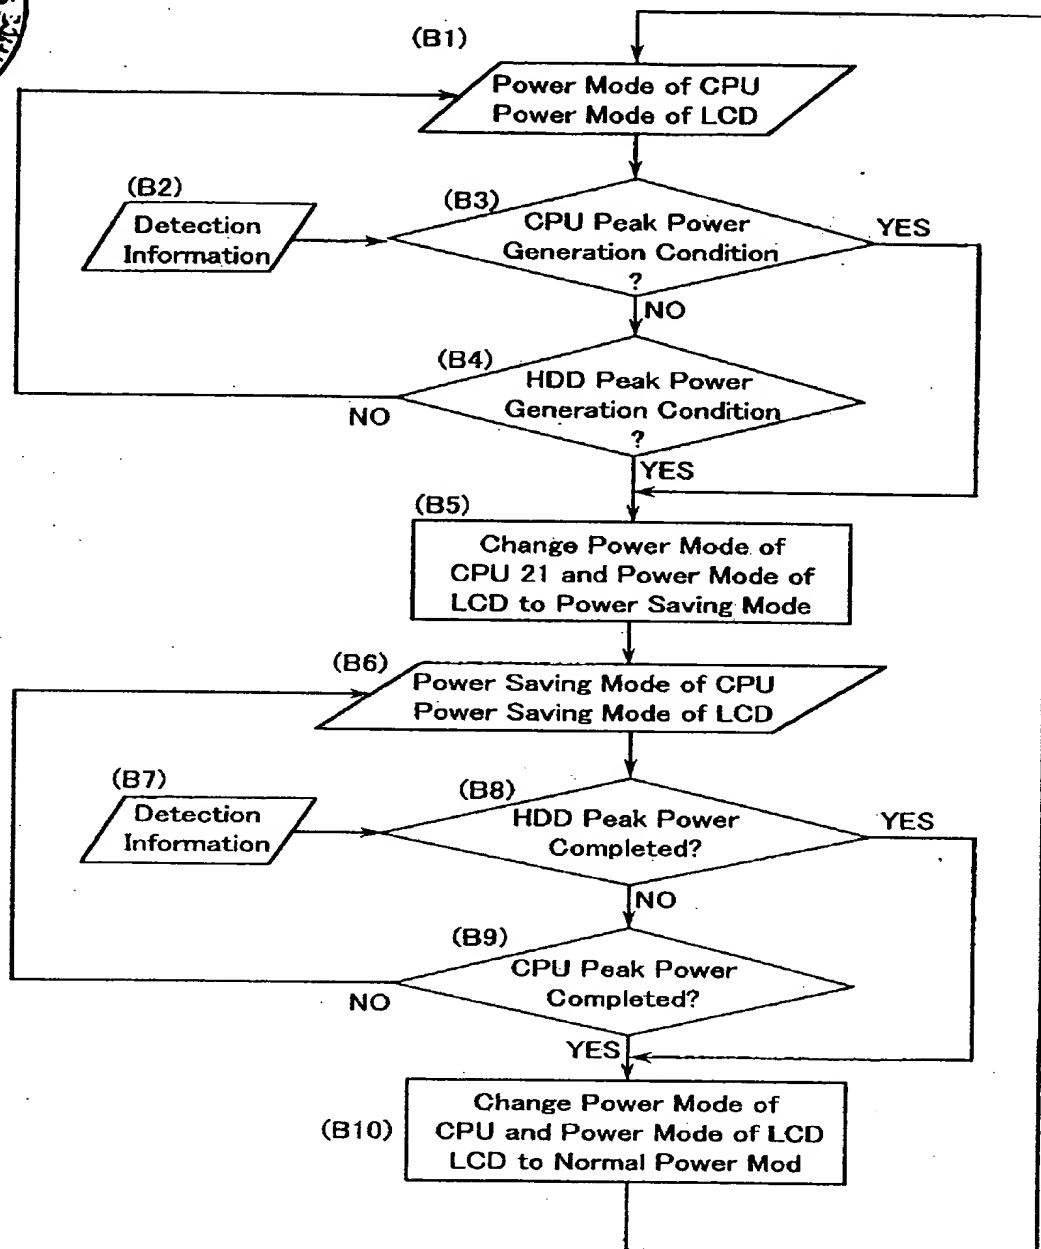 (B1)
Power Mode of CPU
Power Mode of LCD
(B2)
Detection
Information
(B3)
CPU Peak Power
Generation Condition
?
YES
NO
(B4)
HDD Peak Power
Generation Condition
?
NO
YES
(B5)
Change Power Mode of
CPU 21 and Power Mode of
LCD to Power Saving Mode
(B6)
Power Saving Mode of CPU
Power Saving Mode of LCD
(B7)
Detection
Information
(B8)
HDD Peak Power
Completed?
YES
NO
(B9)
CPU Peak Power
Completed?
NO
YES
(B10)
Change Power Mode of
CPU and Power Mode of LCD
LCD to Normal Power Mod